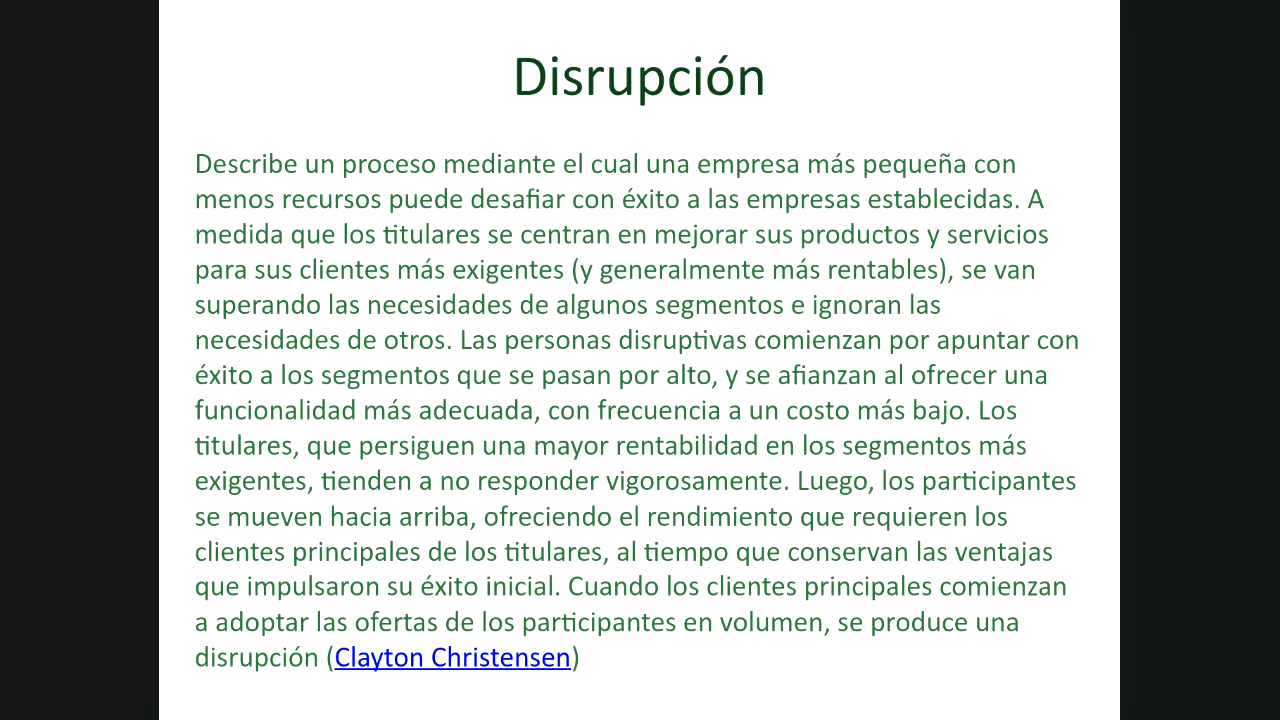 Disrupción
Describe un proceso mediante el cual una empresa más pequeña con
menos recursos puede desafiar con éxito a las empresas establecidas. A
medida que los titulares se centran en mejorar sus productos y servicios
para sus clientes más exigentes (y generalmente más rentables), se van
superando las necesidades de algunos segmentos e ignoran las
necesidades de otros. Las personas disruptivas comienzan por apuntar con
éxito a los segmentos que se pasan por alto, y se afianzan al ofrecer una
funcionalidad más adecuada, con frecuencia a un costo más bajo. Los
titulares, que persiguen una mayor rentabilidad en los segmentos más
exigentes, tienden a no responder vigorosamente. Luego, los participantes
se mueven hacia arriba, ofreciendo el rendimiento que requieren los
clientes principales de los titulares, al tiempo que conservan las ventajas
que impulsaron su éxito inicial. Cuando los clientes principales comienzan
a adoptar las ofertas de los participantes en volumen, se produce una
disrupción (Clayton Christensen)